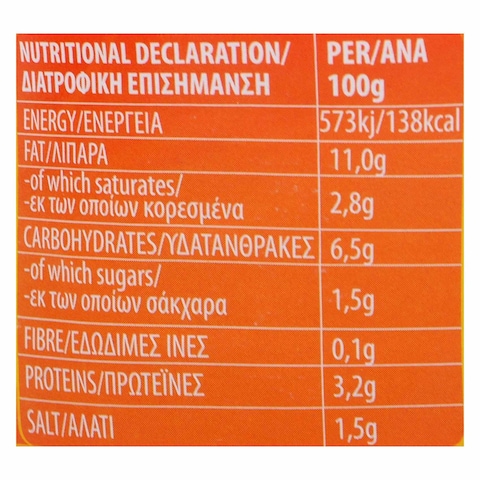 NUTRITIONAL DECLARATION/ PER/ANA
ΔΙΑΤΡΟΦΙΚΗ ΕΠΙΣΗΜΑΝΣΗ 100g
ENERGY/ΕΝΕΡΓΕΙΑ 573kj/138kcal
FAT/ΛΙΠΑΡΑ 11,0g
-of which saturates/
-εκ των οποίων κορεσμένα 2,8g
CARBOHYDRATES/ΥΔΑΤΑΝΘΡΑΚΕΣ 6,5g
-of which sugars/
-εκ των οποίων σάκχαρα 1,5g
FIBRE/ΕΔΩΔΙΜΕΣ ΙΝΕΣ 0,1g
PROTEINS/ΠΡΩΤΕΪΝΕΣ 3,2g
SALT/ΑΛΑΤΙ 1,5g